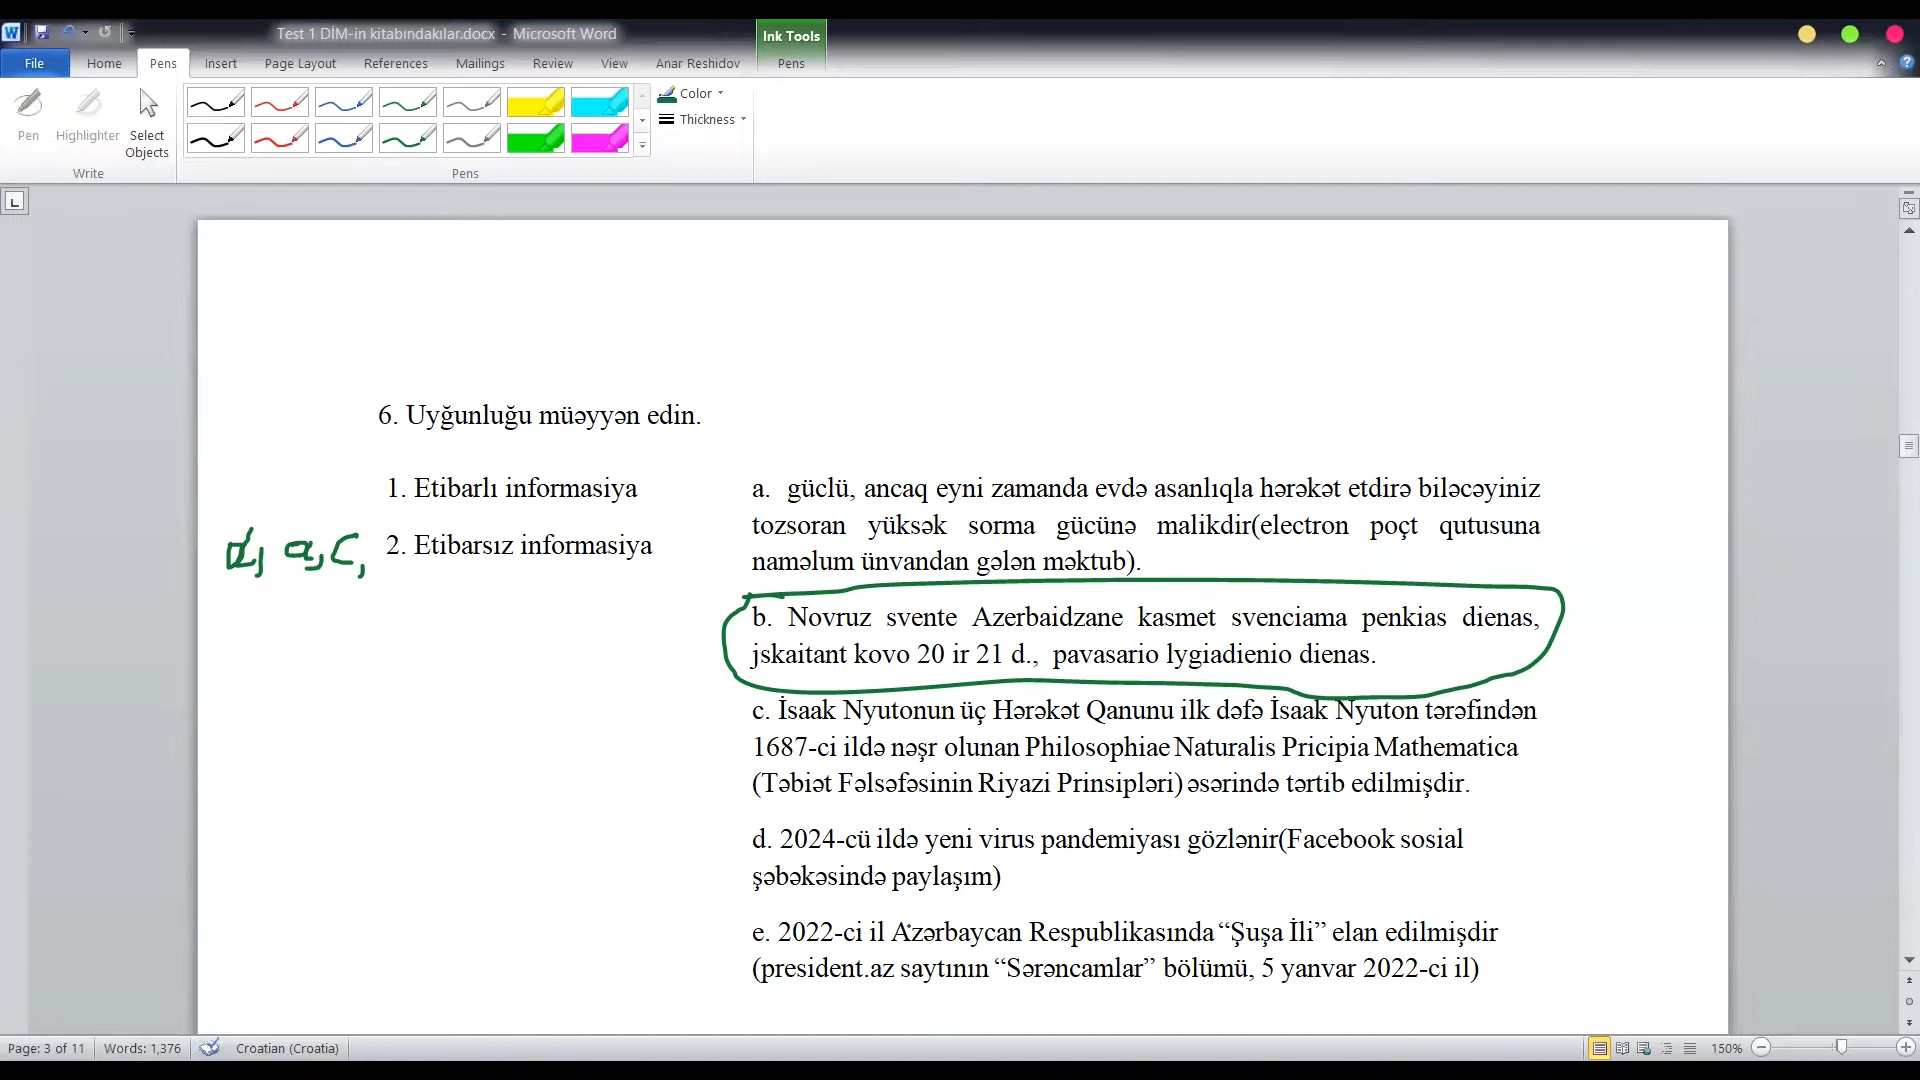 Test 1 DİM-in kitabındakılar.docx - Microsoft Word
Ink Tools
File Home Pens Insert Page Layout References Mailings Review View Anar Reshidov Pens
Pen Highlighter Select Objects
Color
Thickness
Write Pens
6. Uyğunluğu müəyyən edin.
1. Etibarlı informasiya
d, a, c, 2. Etibarsız informasiya
a. güclü, ancaq eyni zamanda evdə asanlıqla hərəkət etdirə biləcəyiniz
tozsoran yüksək sorma gücünə malikdir(electron poçt qutusuna
naməlum ünvandan gələn məktub).
b. Novruz svente Azerbaidzane kasmet svenciama penkias dienas,
jskaitant kovo 20 ir 21 d., pavasario lygiadienio dienas.
c. İsaak Nyutonun üç Hərəkət Qanunu ilk dəfə İsaak Nyuton tərəfindən
1687-ci ildə nəşr olunan Philosophiae Naturalis Pricipia Mathematica
(Təbiət Fəlsəfəsinin Riyazi Prinsipləri) əsərində tərtib edilmişdir.
d. 2024-cü ildə yeni virus pandemiyası gözlənir(Facebook sosial
şəbəkəsində paylaşım)
e. 2022-ci il Azərbaycan Respublikasında “Şuşa İli” elan edilmişdir
(president.az saytının “Sərəncamlar” bölümü, 5 yanvar 2022-ci il)
Page: 3 of 11 Words: 1,376 Croatian (Croatia) 150%